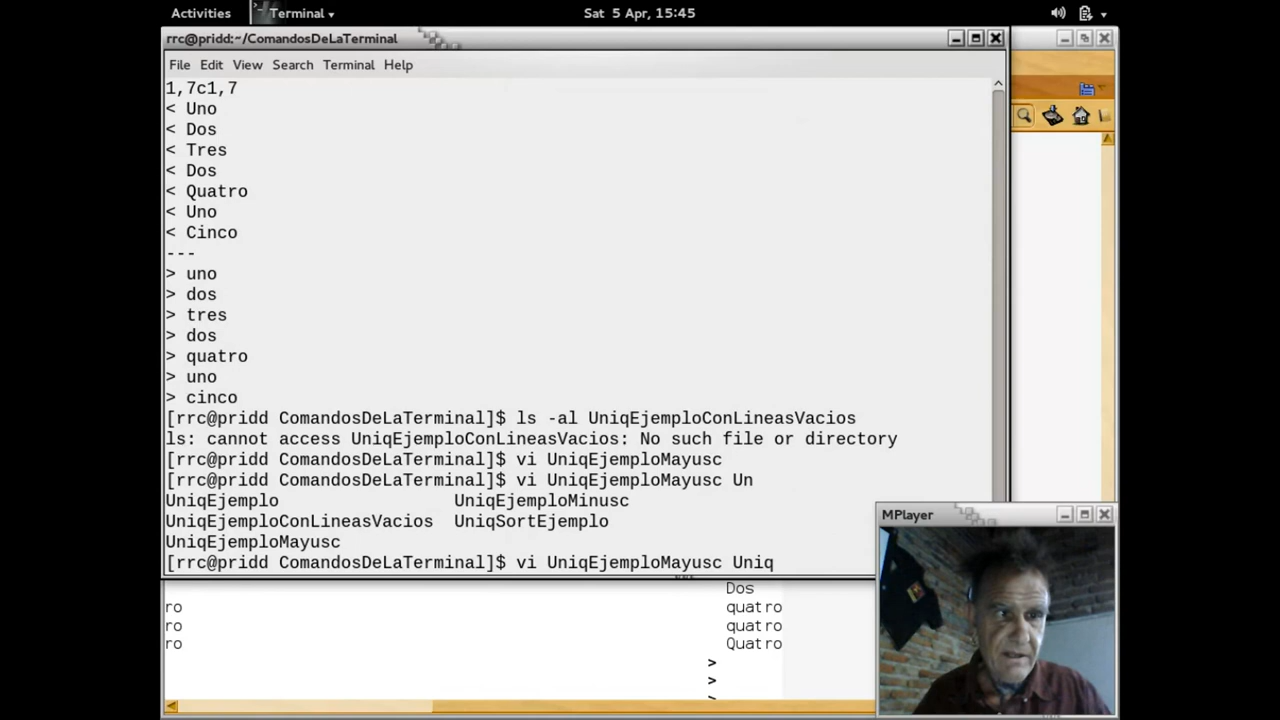 Activities Terminal Sat 5 Apr, 15:45
rrc@pridd:~/ComandosDeLaTerminal
File Edit View Search Terminal Help
1,7c1,7
< Uno
< Dos
< Tres
< Dos
< Quatro
< Uno
< Cinco
---
> uno
> dos
> tres
> dos
> quatro
> uno
> cinco
[rrc@pridd ComandosDeLaTerminal]$ ls -al UniqEjemploConLineasVacios
ls: cannot access UniqEjemploConLineasVacios: No such file or directory
[rrc@pridd ComandosDeLaTerminal]$ vi UniqEjemploMayusc
[rrc@pridd ComandosDeLaTerminal]$ vi UniqEjemploMayusc Un
UniqEjemplo UniqEjemploMinusc
UniqEjemploConLineasVacios UniqSortEjemplo
UniqEjemploMayusc
[rrc@pridd ComandosDeLaTerminal]$ vi UniqEjemploMayusc Uniq
MPlayer
Dos
ro quatro
ro quatro
ro Quatro
>
>